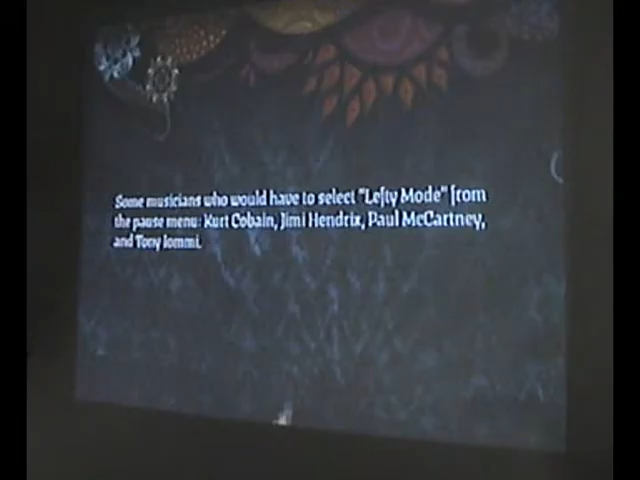 Some musicians who would have to select "Lefty Mode" from
the pause menu: Kurt Cobain, Jimi Hendrix, Paul McCartney,
and Tony Iommi.